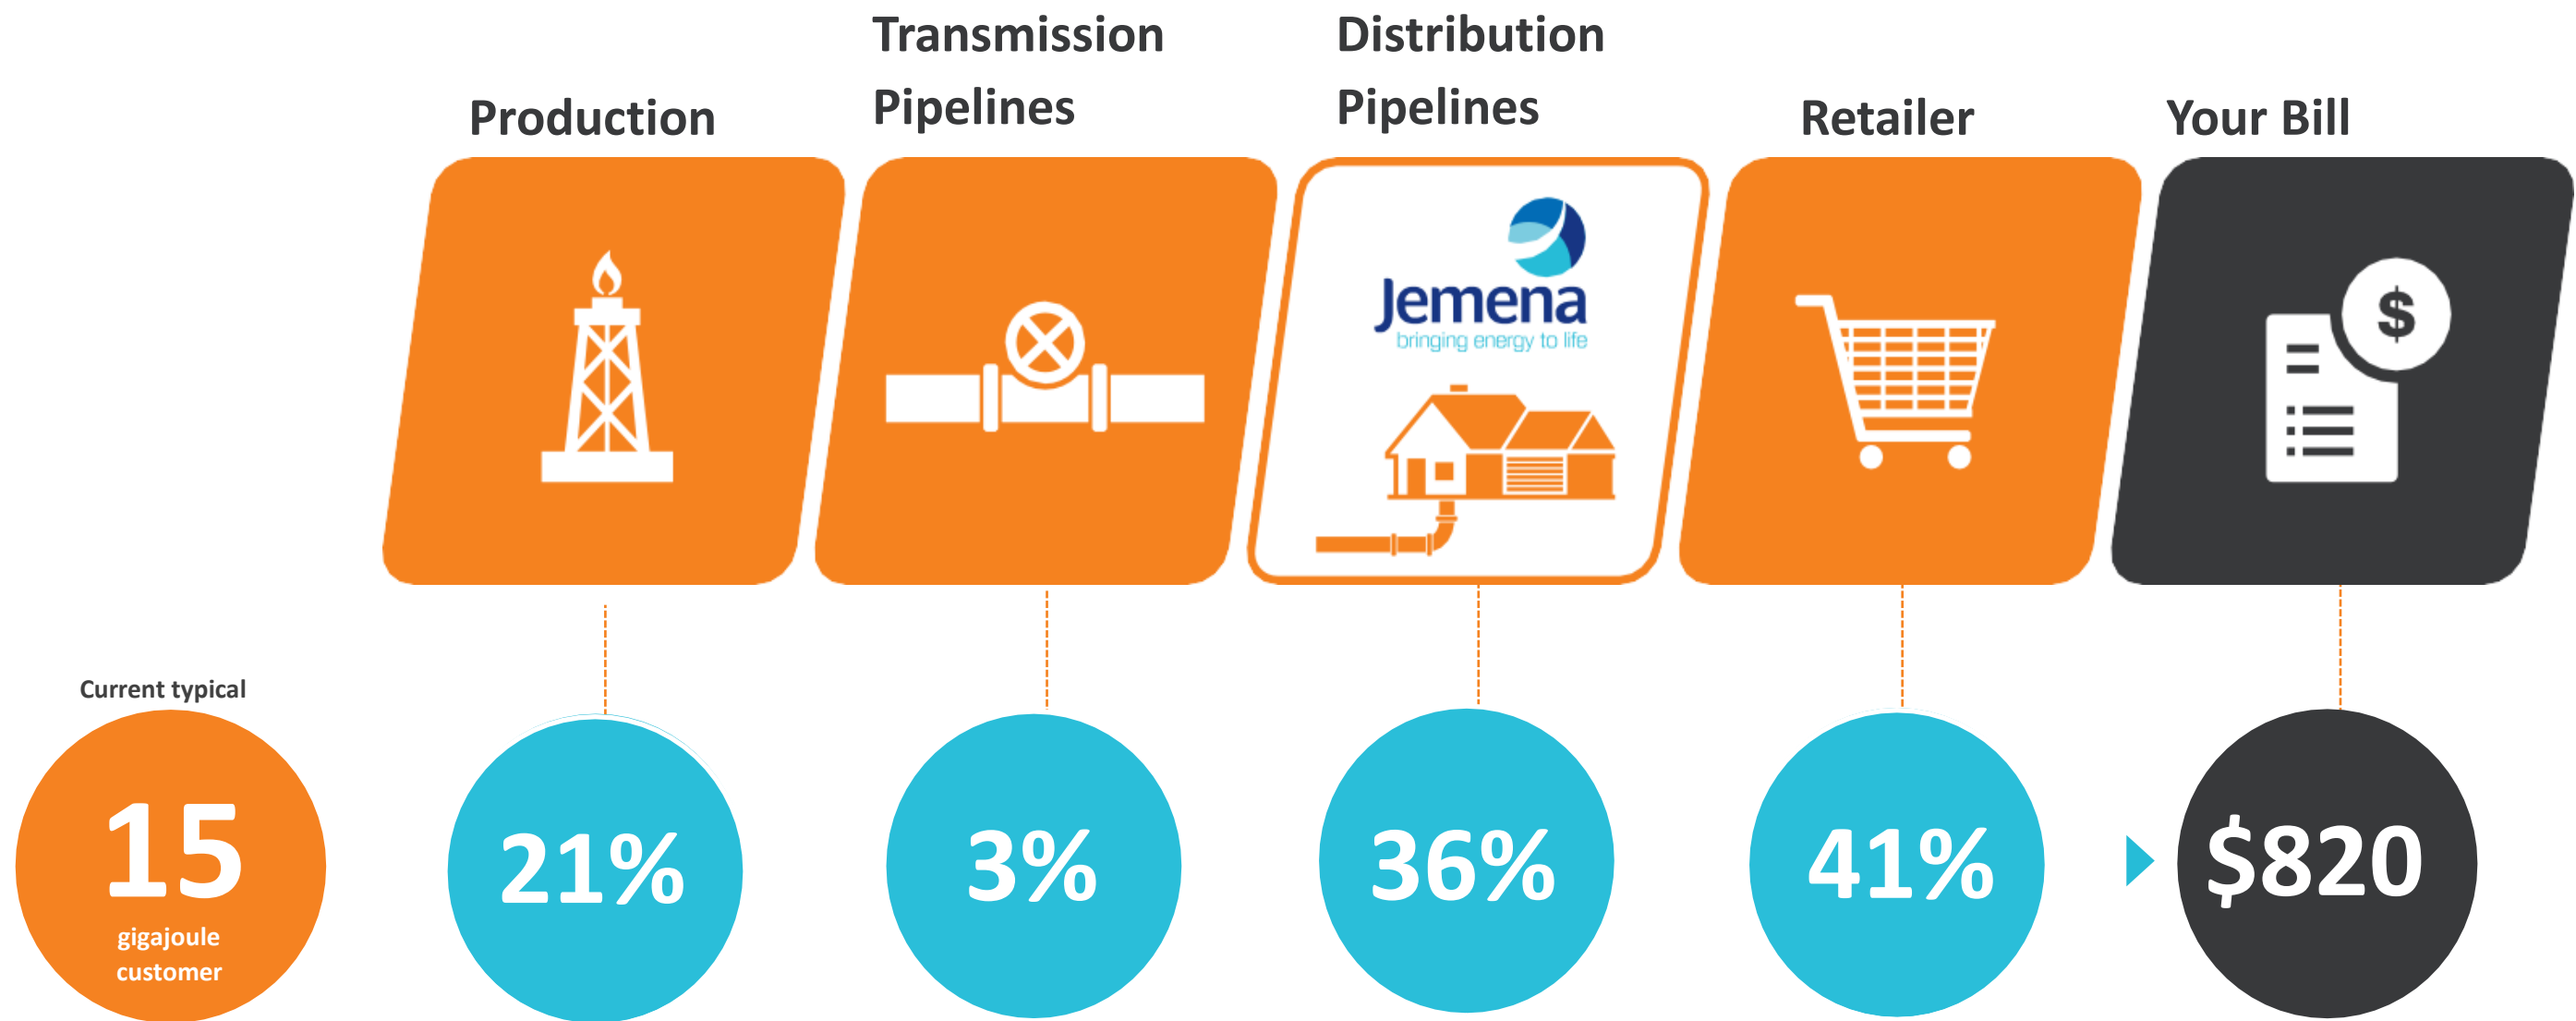 Transmission
Pipelines
Distribution
Pipelines
Production
Retailer
Your Bill
Jemena
bringing energy to life
$
Current typical
15
gigajoule
customer
21%
3%
36%
41%
$820